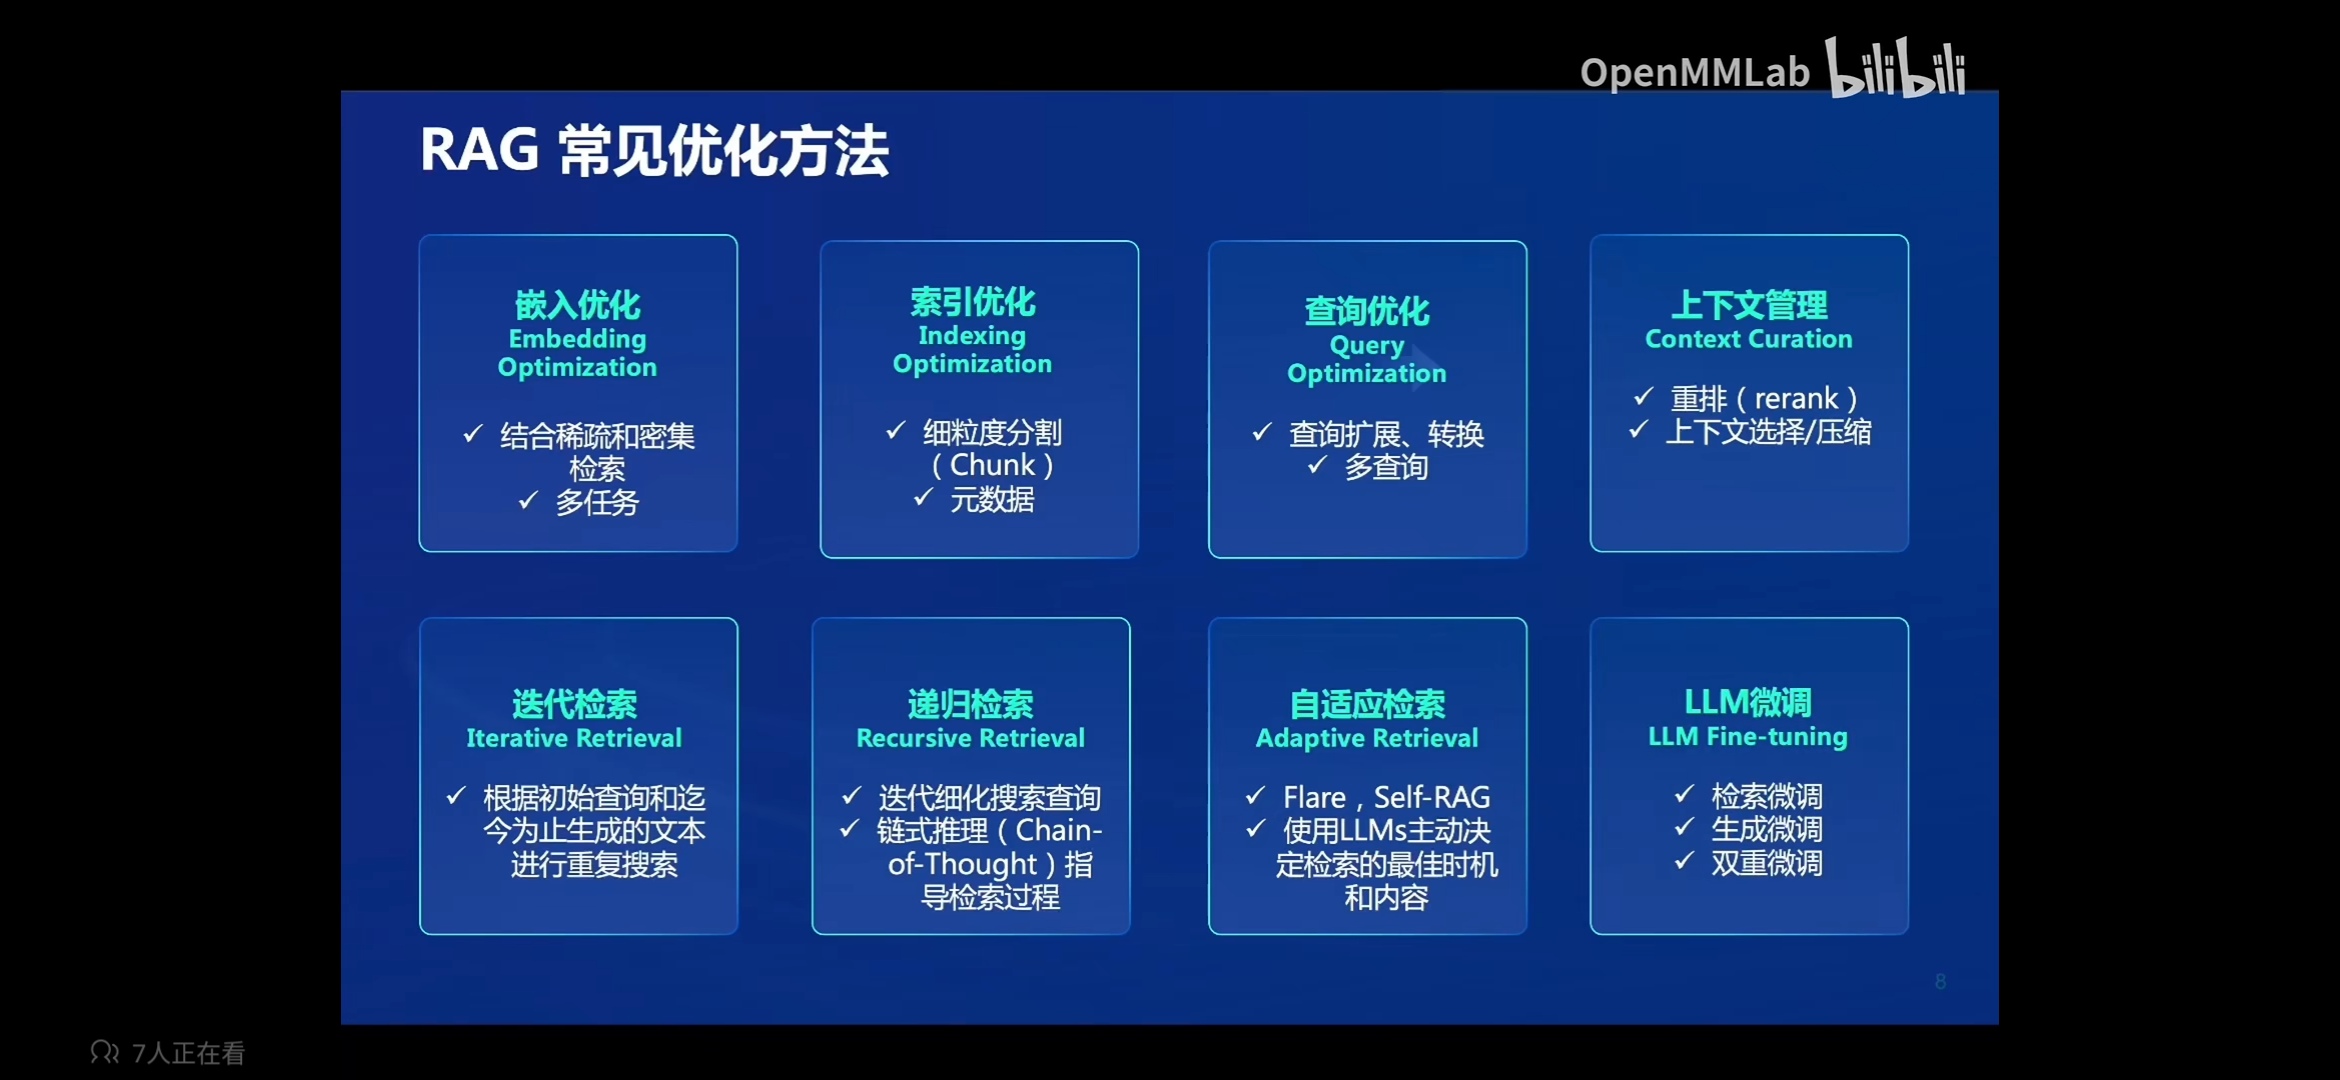 OpenMMLab bilibili
RAG 常见优化方法
嵌入优化
Embedding
Optimization
✓ 结合稀疏和密集
检索
✓ 多任务
索引优化
Indexing
Optimization
✓ 细粒度分割
（Chunk）
✓ 元数据
查询优化
Query
Optimization
✓ 查询扩展、转换
✓ 多查询
上下文管理
Context Curation
✓ 重排（rerank）
✓ 上下文选择/压缩
迭代检索
Iterative Retrieval
✓ 根据初始查询和迄
今为止生成的文本
进行重复搜索
递归检索
Recursive Retrieval
✓ 迭代细化搜索查询
✓ 链式推理（Chain-
of-Thought）指
导检索过程
自适应检索
Adaptive Retrieval
✓ Flare，Self-RAG
✓ 使用LLMs主动决
定检索的最佳时机
和内容
LLM微调
LLM Fine-tuning
✓ 检索微调
✓ 生成微调
✓ 双重微调
8
7人正在看